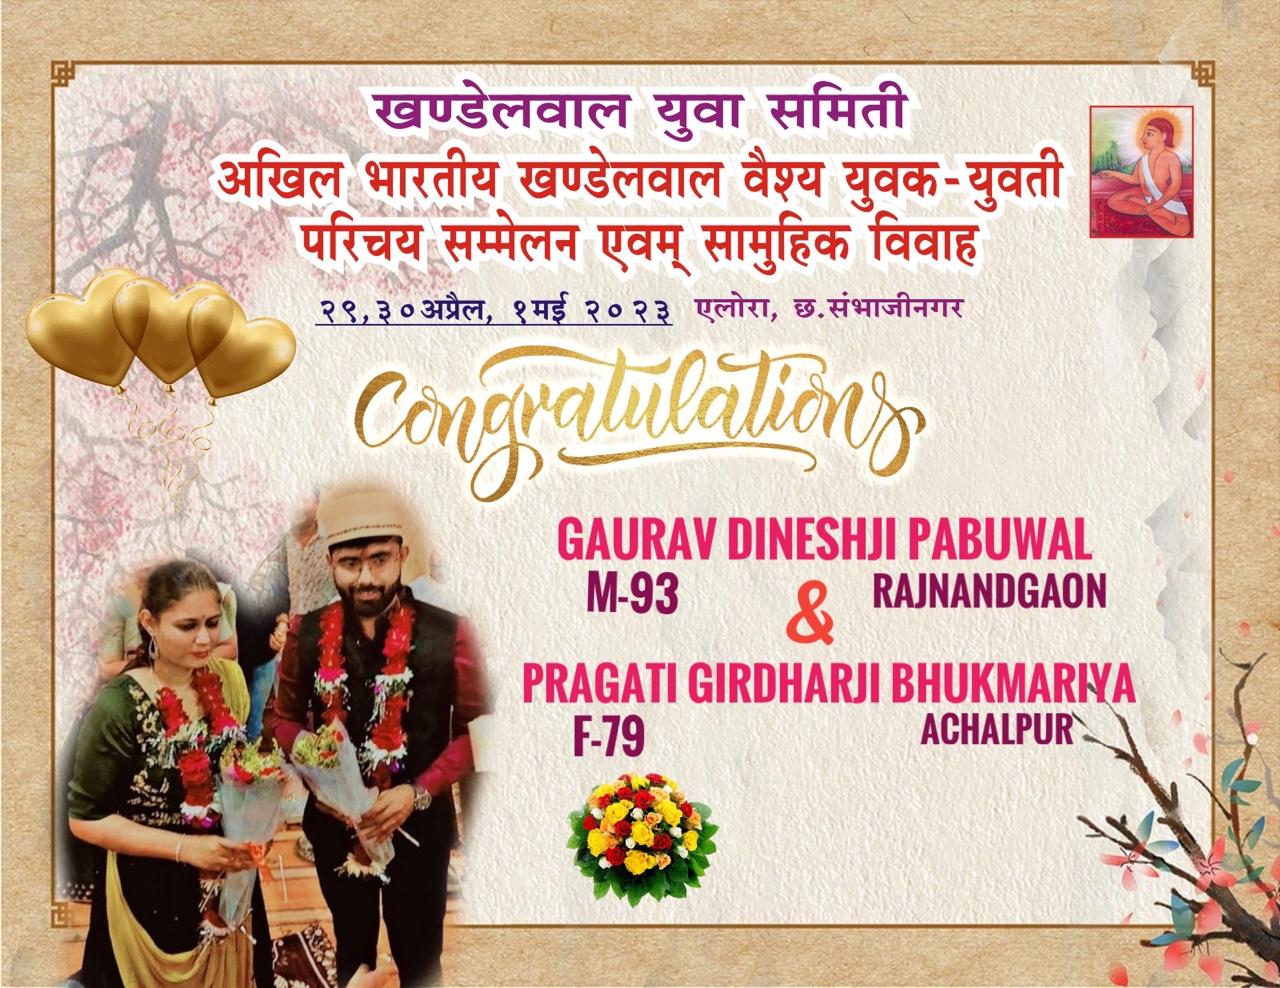 खण्डेलवाल युवा समिती
अखिल भारतीय खण्डेलवाल वैश्य युवक-युवती
परिचय सम्मेलन एवम् सामुहिक विवाह
२९,३०अप्रैल, १मई २०२३ एलोरा, छ.संभाजीनगर
Congratulations
GAURAV DINESHJI PABUWAL
M-93 & RAJNANDGAON
PRAGATI GIRDHARJI BHUKMARIYA
F-79 ACHALPUR